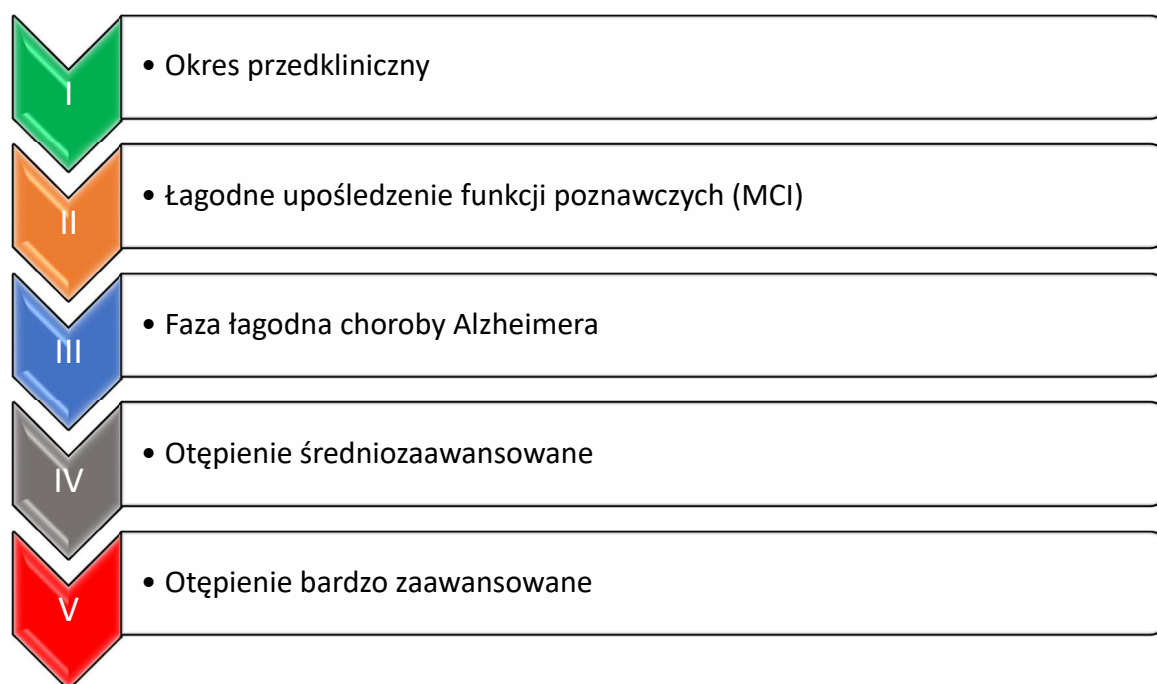 I
• Okres przedkliniczny
II
• Łagodne upośledzenie funkcji poznawczych (MCI)
III
• Faza łagodna choroby Alzheimera
IV
• Otępienie średniozaawansowane
V
• Otępienie bardzo zaawansowane